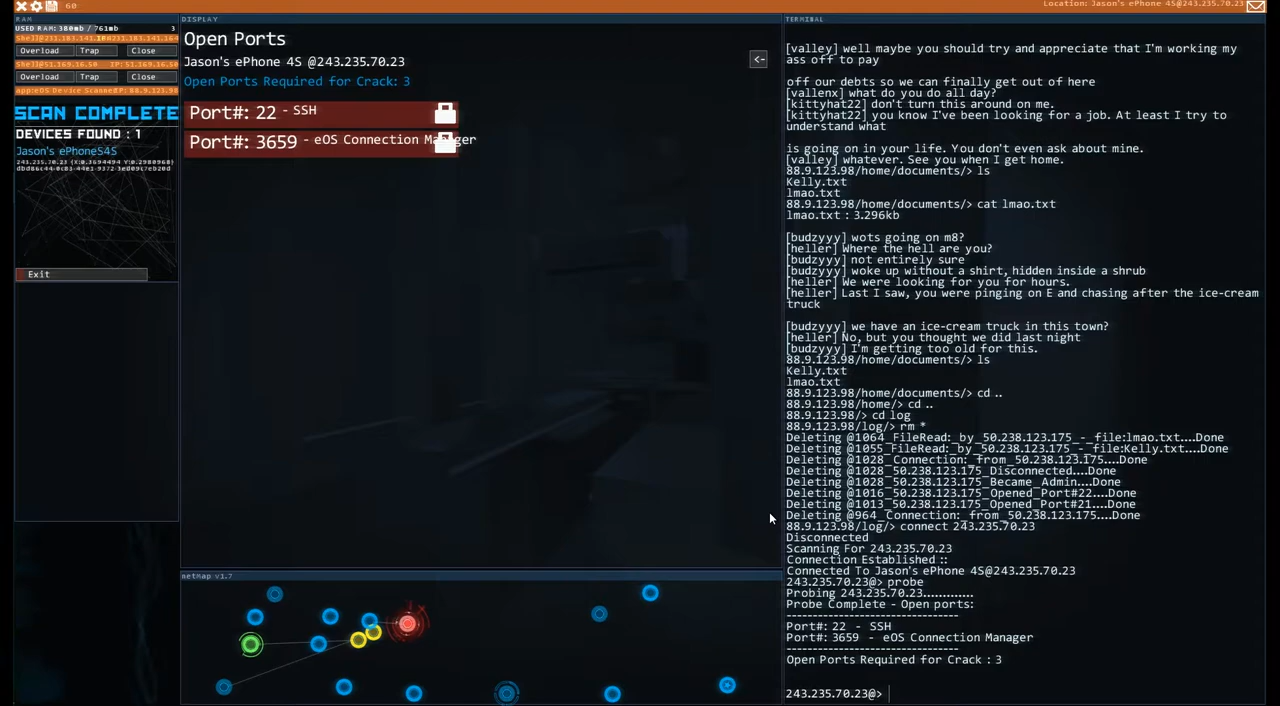 60
Location: Jason's ePhone 4S@243.235.70.23
RAM
USED RAM: 380mb / 761mb 3
Overload Trap Close
Shell@51.169.16.50 IP: 51.169.16.50
Overload Trap Close
SCAN COMPLETE
DEVICES FOUND : 1
Jason's ePhoneS4S
Exit
DISPLAY
Open Ports
Jason's ePhone 4S @243.235.70.23
<-
Open Ports Required for Crack: 3
Port#: 22 - SSH
Port#: 3659 - eOS Connection Manager
netMap v1.7
TERMINAL
[valley] well maybe you should try and appreciate that I'm working my
ass off to pay
off our debts so we can finally get out of here
[vallenx] what do you do all day?
[kittyhat22] don't turn this around on me.
[kittyhat22] you know I've been looking for a job. At least I try to
understand what
is going on in your life. You don't even ask about mine.
[valley] whatever. See you when I get home.
88.9.123.98/home/documents/> ls
Kelly.txt
lmao.txt
88.9.123.98/home/documents/> cat lmao.txt
lmao.txt : 3.296kb
[budzyyy] wots going on m8?
[heller] Where the hell are you?
[budzyyy] not entirely sure
[budzyyy] woke up without a shirt, hidden inside a shrub
[heller] We were looking for you for hours.
[heller] Last I saw, you were pinging on E and chasing after the ice-cream
truck
[budzyyy] we have an ice-cream truck in this town?
[heller] No, but you thought we did last night
[budzyyy] I'm getting too old for this.
88.9.123.98/home/documents/> ls
Kelly.txt
lmao.txt
88.9.123.98/home/documents/> cd ..
88.9.123.98/home/> cd ..
88.9.123.98/> cd log
88.9.123.98/log/> rm *
Deleting @1064_FileRead:_by_50.238.123.175_-_file:lmao.txt....Done
Deleting @1055_FileRead:_by_50.238.123.175_-_file:Kelly.txt....Done
Deleting @1028_Connection:_from_50.238.123.175....Done
Deleting @1028_50.238.123.175_Disconnected....Done
Deleting @1028_50.238.123.175_Became_Admin....Done
Deleting @1016_50.238.123.175_Opened_Port#22....Done
Deleting @1013_50.238.123.175_Opened_Port#21....Done
Deleting @964_Connection:_from_50.238.123.175....Done
88.9.123.98/log/> connect 243.235.70.23
Disconnected
Scanning For 243.235.70.23
Connection Established ::
Connected To Jason's ePhone 4S@243.235.70.23
243.235.70.23@> probe
Probing 243.235.70.23.............
Probe Complete - Open ports:
---------------------------------
Port#: 22 - SSH
Port#: 3659 - eOS Connection Manager
---------------------------------
Open Ports Required for Crack : 3
243.235.70.23@>